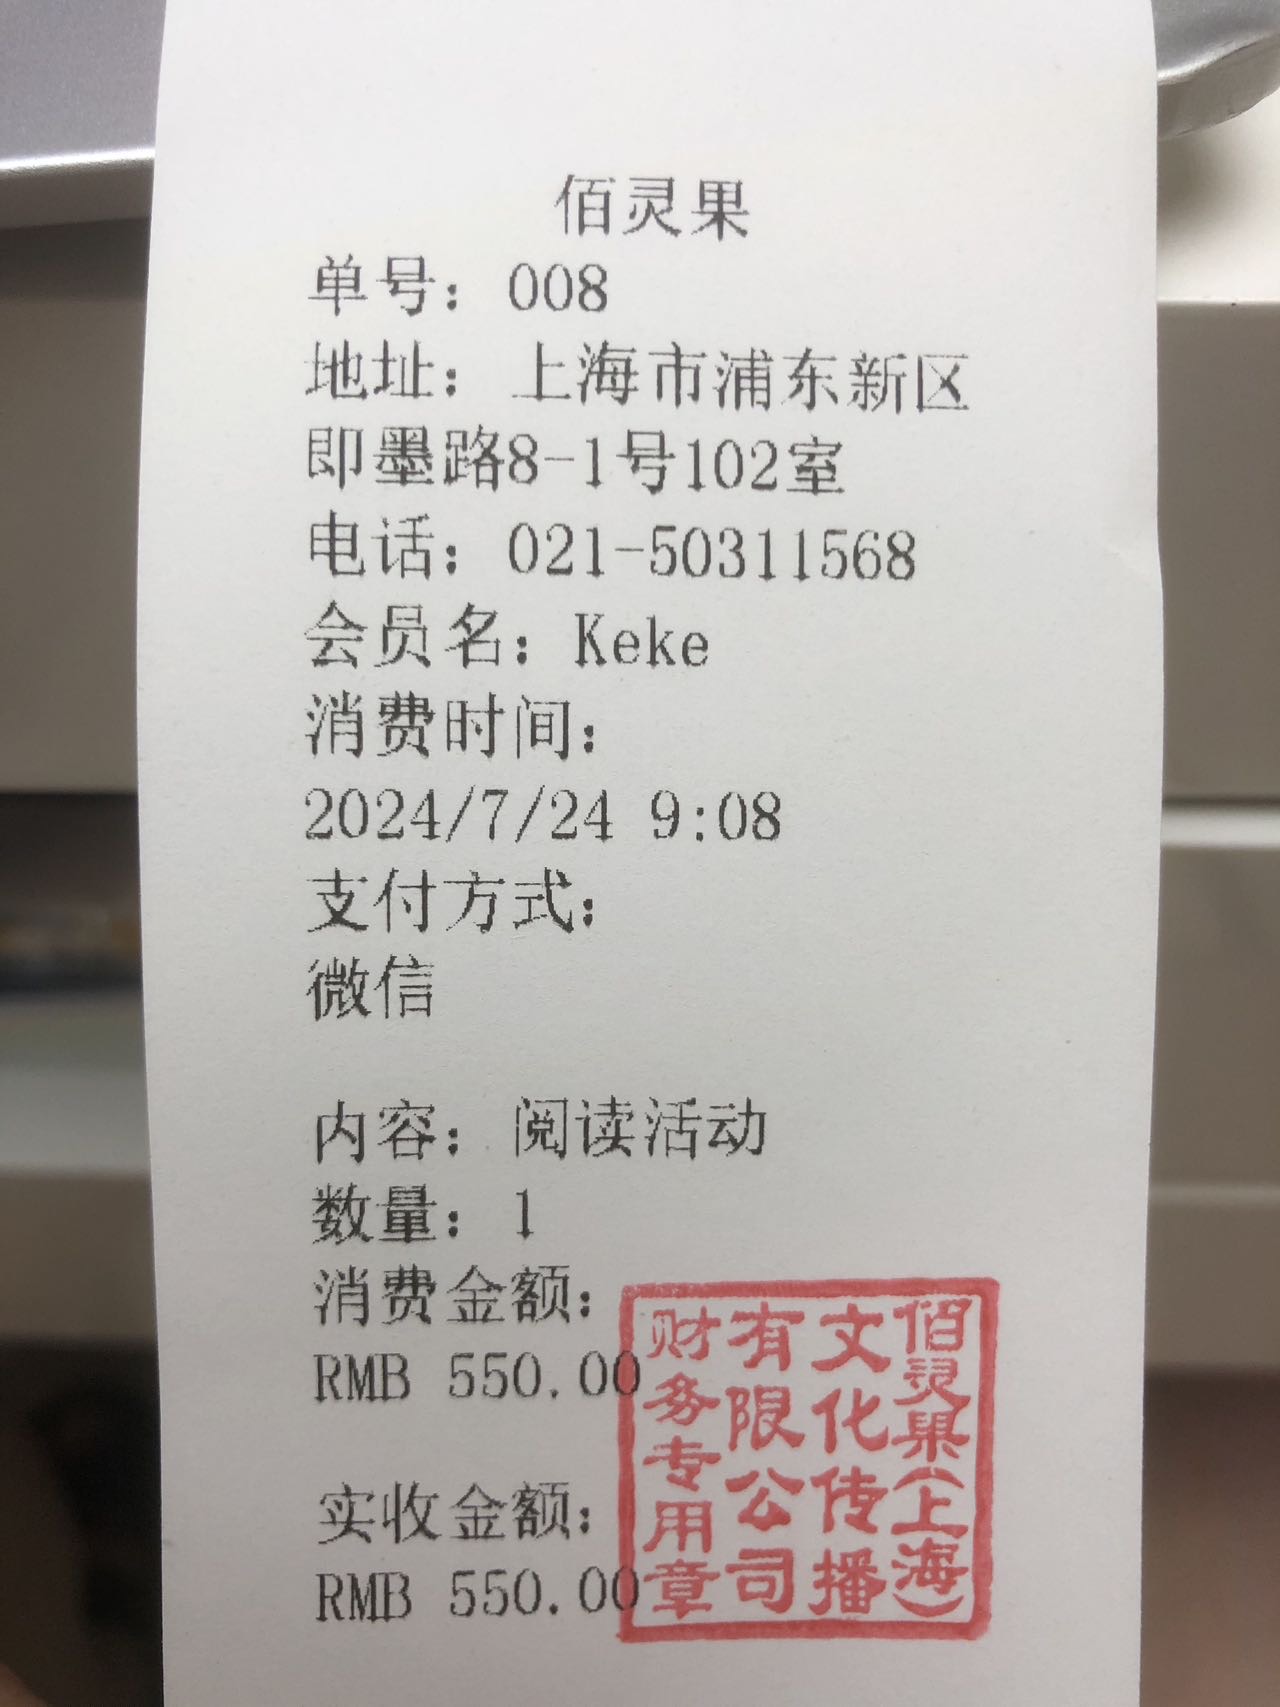 佰灵果
单号：008
地址：上海市浦东新区
即墨路8-1号102室
电话：021-50311568
会员名：Keke
消费时间：
2024/7/24 9:08
支付方式：
微信
内容：阅读活动
数量：1
消费金额：
RMB 550.00
实收金额：
RMB 550.00
佰灵果(上海)
文化传播
有限公司
财务专用章